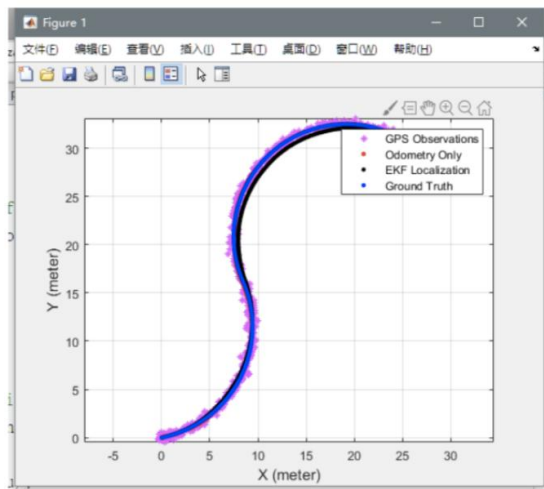 Figure 1
文件(F) 编辑(E) 查看(V) 插入(I) 工具(T) 桌面(D) 窗口(W) 帮助(H)
GPS Observations
Odometry Only
EKF Localization
Ground Truth
30
25
20
15
10
5
0
Y (meter)
-5 0 5 10 15 20 25 30
X (meter)